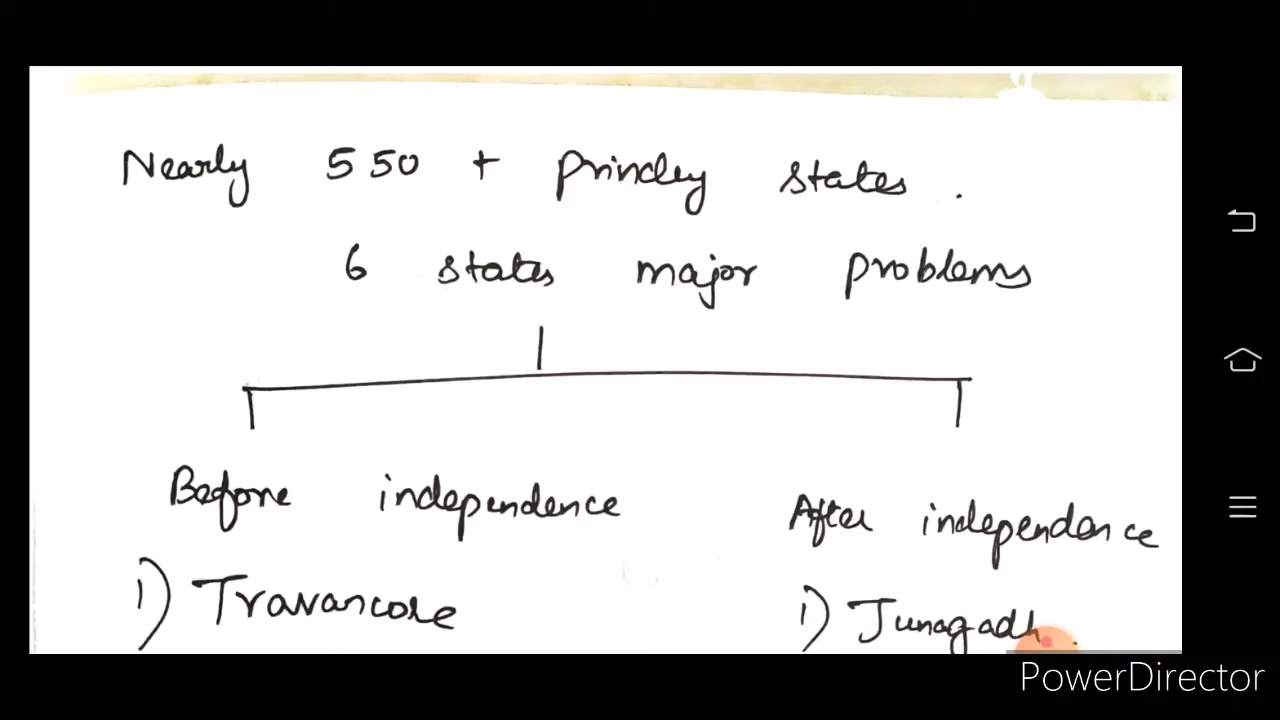 Nearly 550 + princley states .
6 states major problems
Before independence
After independence
1) Travancore
1) Junagadh
PowerDirector